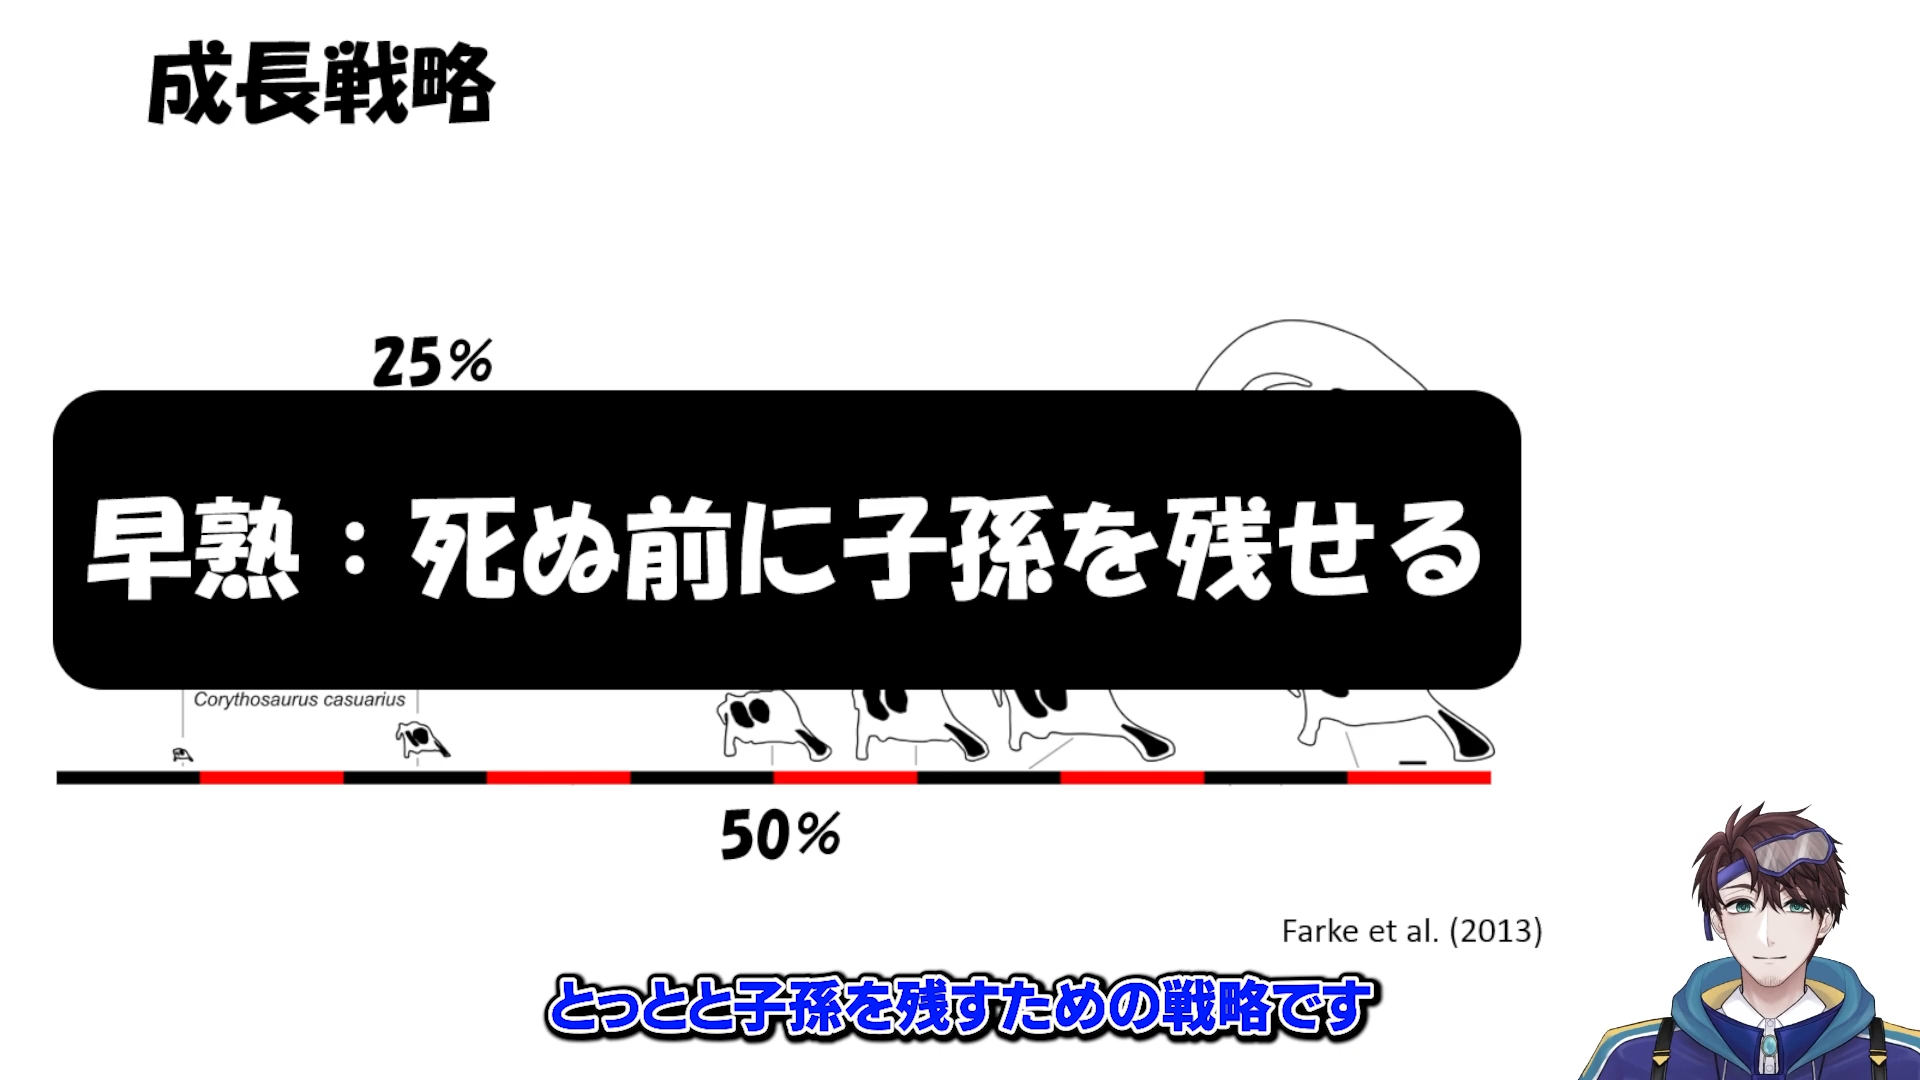 成長戦略
25%
早熟：死ぬ前に子孫を残せる
Corythosaurus casuarius
50%
Farke et al. (2013)
とっとと子孫を残すための戦略です